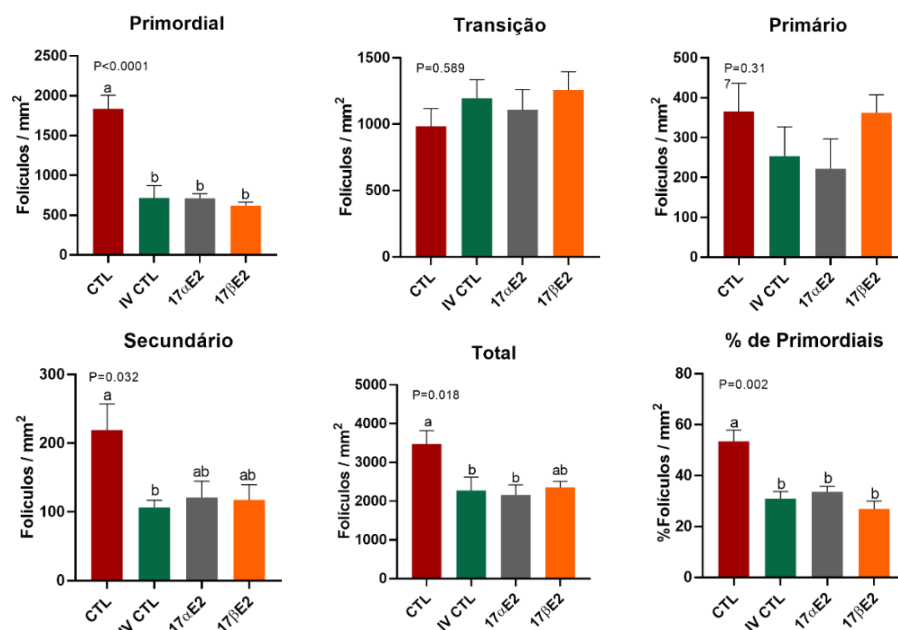 Primordial
Folículos / mm²
2500
2000
1500
1000
500
0
P<0.0001
a
b
b
b
CTL
IV CTL
17αE2
17βE2
Transição
Folículos / mm²
1500
1000
500
0
P=0.589
CTL
IV CTL
17αE2
17βE2
Primário
Folículos / mm²
500
400
300
200
100
0
P=0.31
7
CTL
IV CTL
17αE2
17βE2
Secundário
Folículos / mm²
300
200
100
0
P=0.032
a
b
ab
ab
CTL
IV CTL
17αE2
17βE2
Total
Folículos / mm²
5000
4000
3000
2000
1000
0
P=0.018
a
b
b
ab
CTL
IV CTL
17αE2
17βE2
% de Primordiais
%Folículos / mm²
80
60
40
20
0
P=0.002
a
b
b
b
CTL
IV CTL
17αE2
17βE2